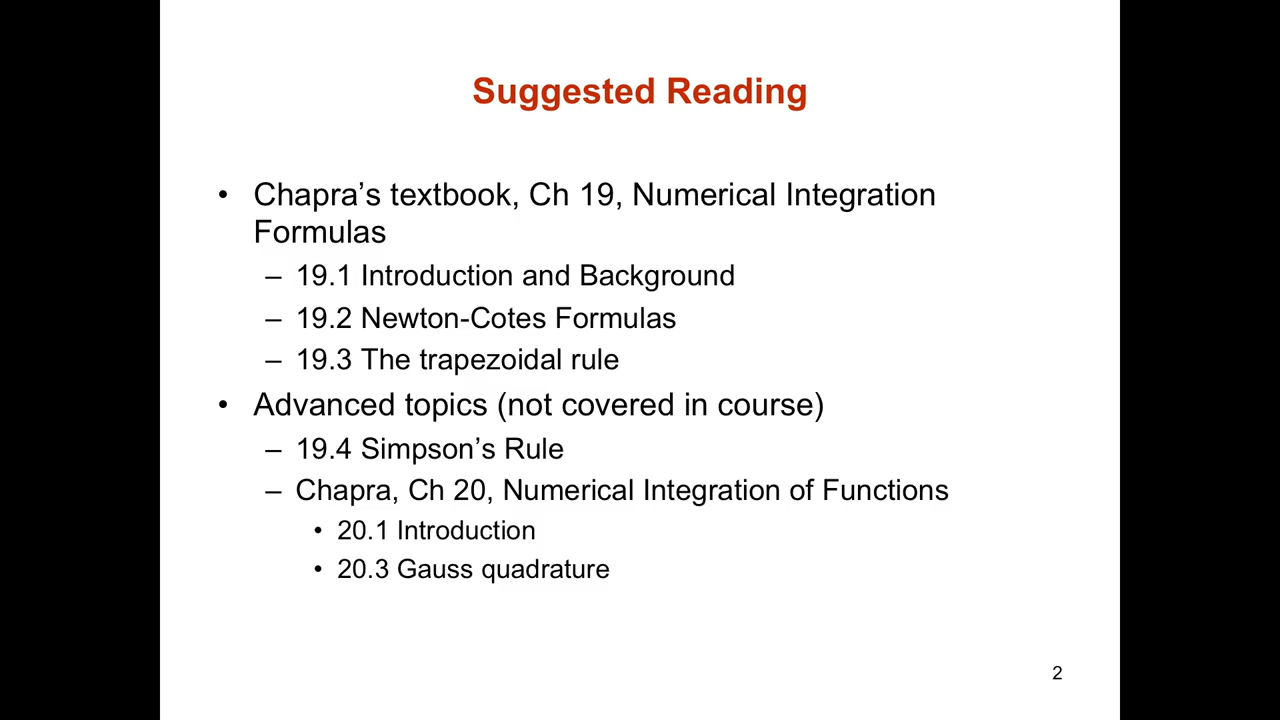 Suggested Reading
• Chapra’s textbook, Ch 19, Numerical Integration
Formulas
– 19.1 Introduction and Background
– 19.2 Newton-Cotes Formulas
– 19.3 The trapezoidal rule
• Advanced topics (not covered in course)
– 19.4 Simpson’s Rule
– Chapra, Ch 20, Numerical Integration of Functions
• 20.1 Introduction
• 20.3 Gauss quadrature
2